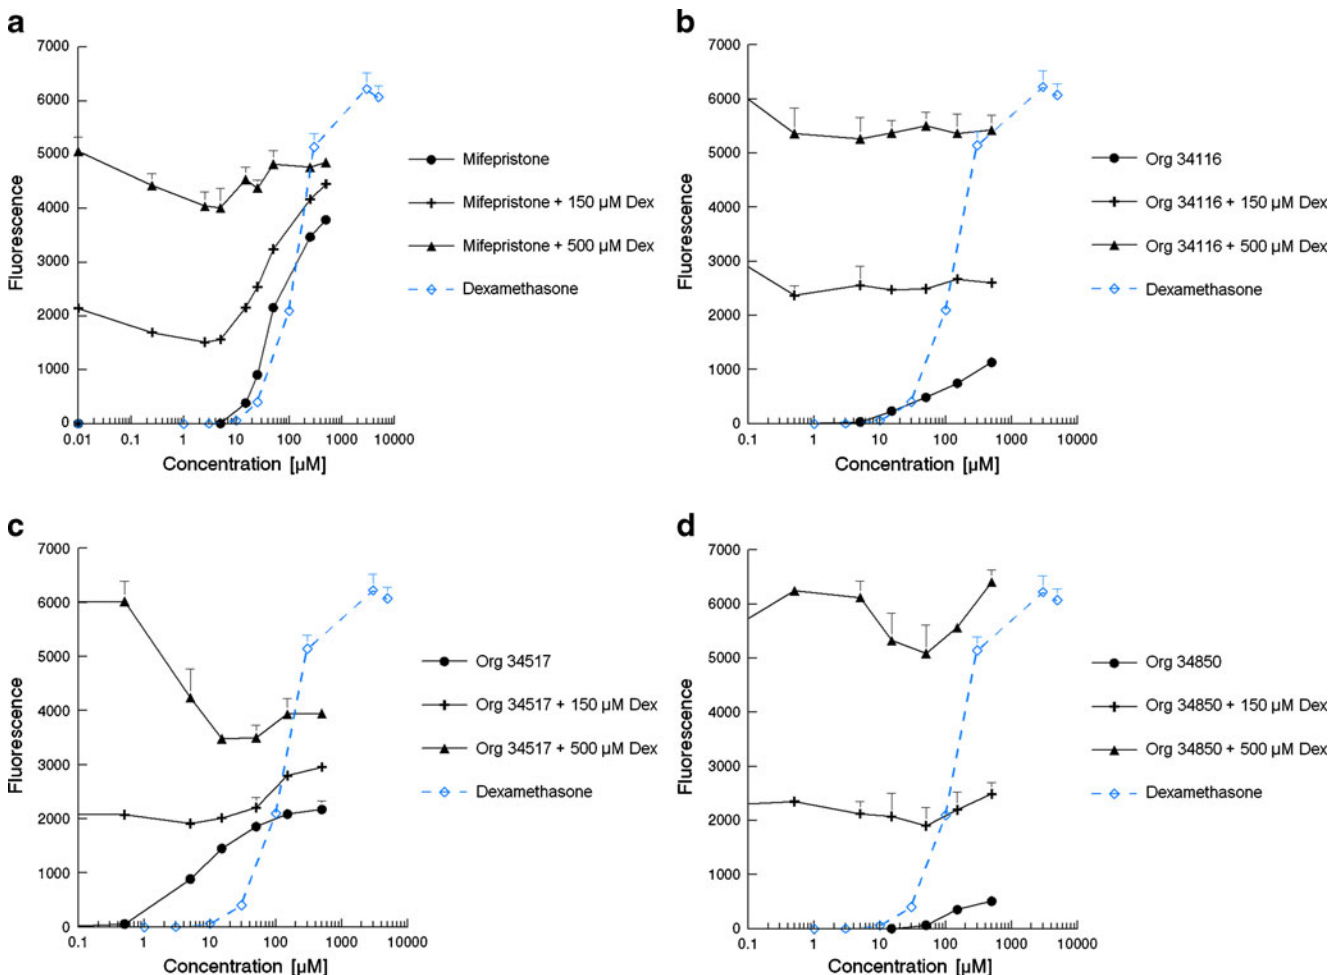 a
7000
6000
5000
4000
3000
2000
1000
0
Fluorescence
0.01 0.1 1 10 100 1000 10000
Concentration [µM]
Mifepristone
Mifepristone + 150 µM Dex
Mifepristone + 500 µM Dex
Dexamethasone
b
7000
6000
5000
4000
3000
2000
1000
0
Fluorescence
0.1 1 10 100 1000 10000
Concentration [µM]
Org 34116
Org 34116 + 150 µM Dex
Org 34116 + 500 µM Dex
Dexamethasone
c
7000
6000
5000
4000
3000
2000
1000
0
Fluorescence
0.1 1 10 100 1000 10000
Concentration [µM]
Org 34517
Org 34517 + 150 µM Dex
Org 34517 + 500 µM Dex
Dexamethasone
d
7000
6000
5000
4000
3000
2000
1000
0
Fluorescence
0.1 1 10 100 1000 10000
Concentration [µM]
Org 34850
Org 34850 + 150 µM Dex
Org 34850 + 500 µM Dex
Dexamethasone